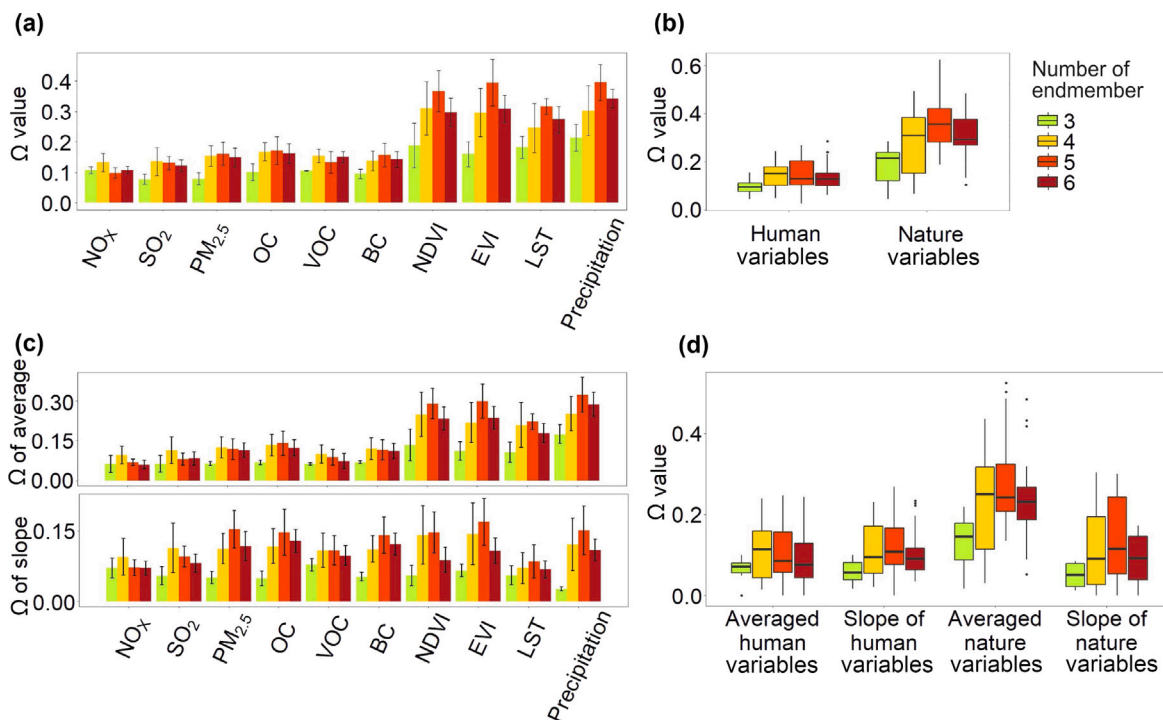 (a)
Ω value
0.4
0.3
0.2
0.1
0.0
NOX
SO2
PM2.5
OC
VOC
BC
NDVI
EVI
LST
Precipitation
(b)
Ω value
0.6
0.4
0.2
0.0
Human
variables
Nature
variables
Number of
endmember
3
4
5
6
(c)
Ω of average
0.30
0.15
0.00
Ω of slope
0.15
0.00
NOX
SO2
PM2.5
OC
VOC
BC
NDVI
EVI
LST
Precipitation
(d)
Ω value
0.4
0.2
0.0
Averaged
human
variables
Slope of
human
variables
Averaged
nature
variables
Slope of
nature
variables